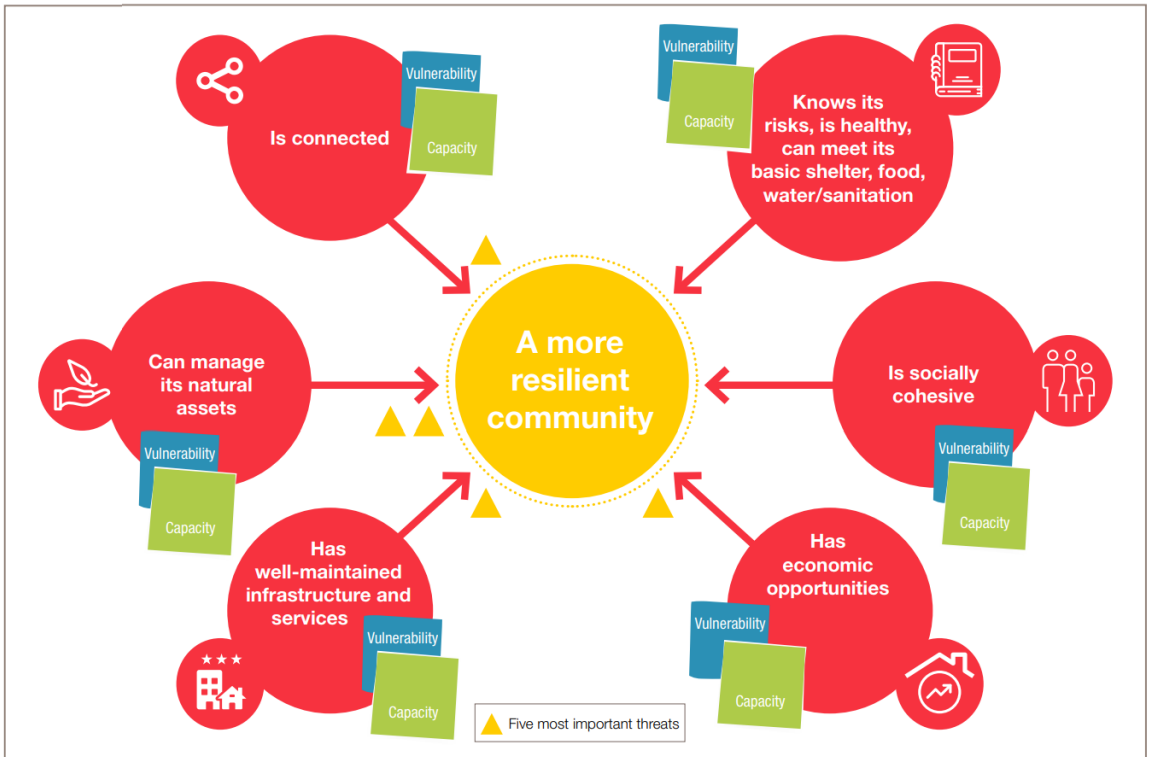 Vulnerability
Capacity
Is connected
Vulnerability
Capacity
Knows its
risks, is healthy,
can meet its
basic shelter, food,
water/sanitation
Can manage
its natural
assets
Vulnerability
Capacity
A more
resilient
community
Is socially
cohesive
Vulnerability
Capacity
Has
well-maintained
infrastructure and
services
Vulnerability
Capacity
Has
economic
opportunities
Vulnerability
Capacity
Five most important threats